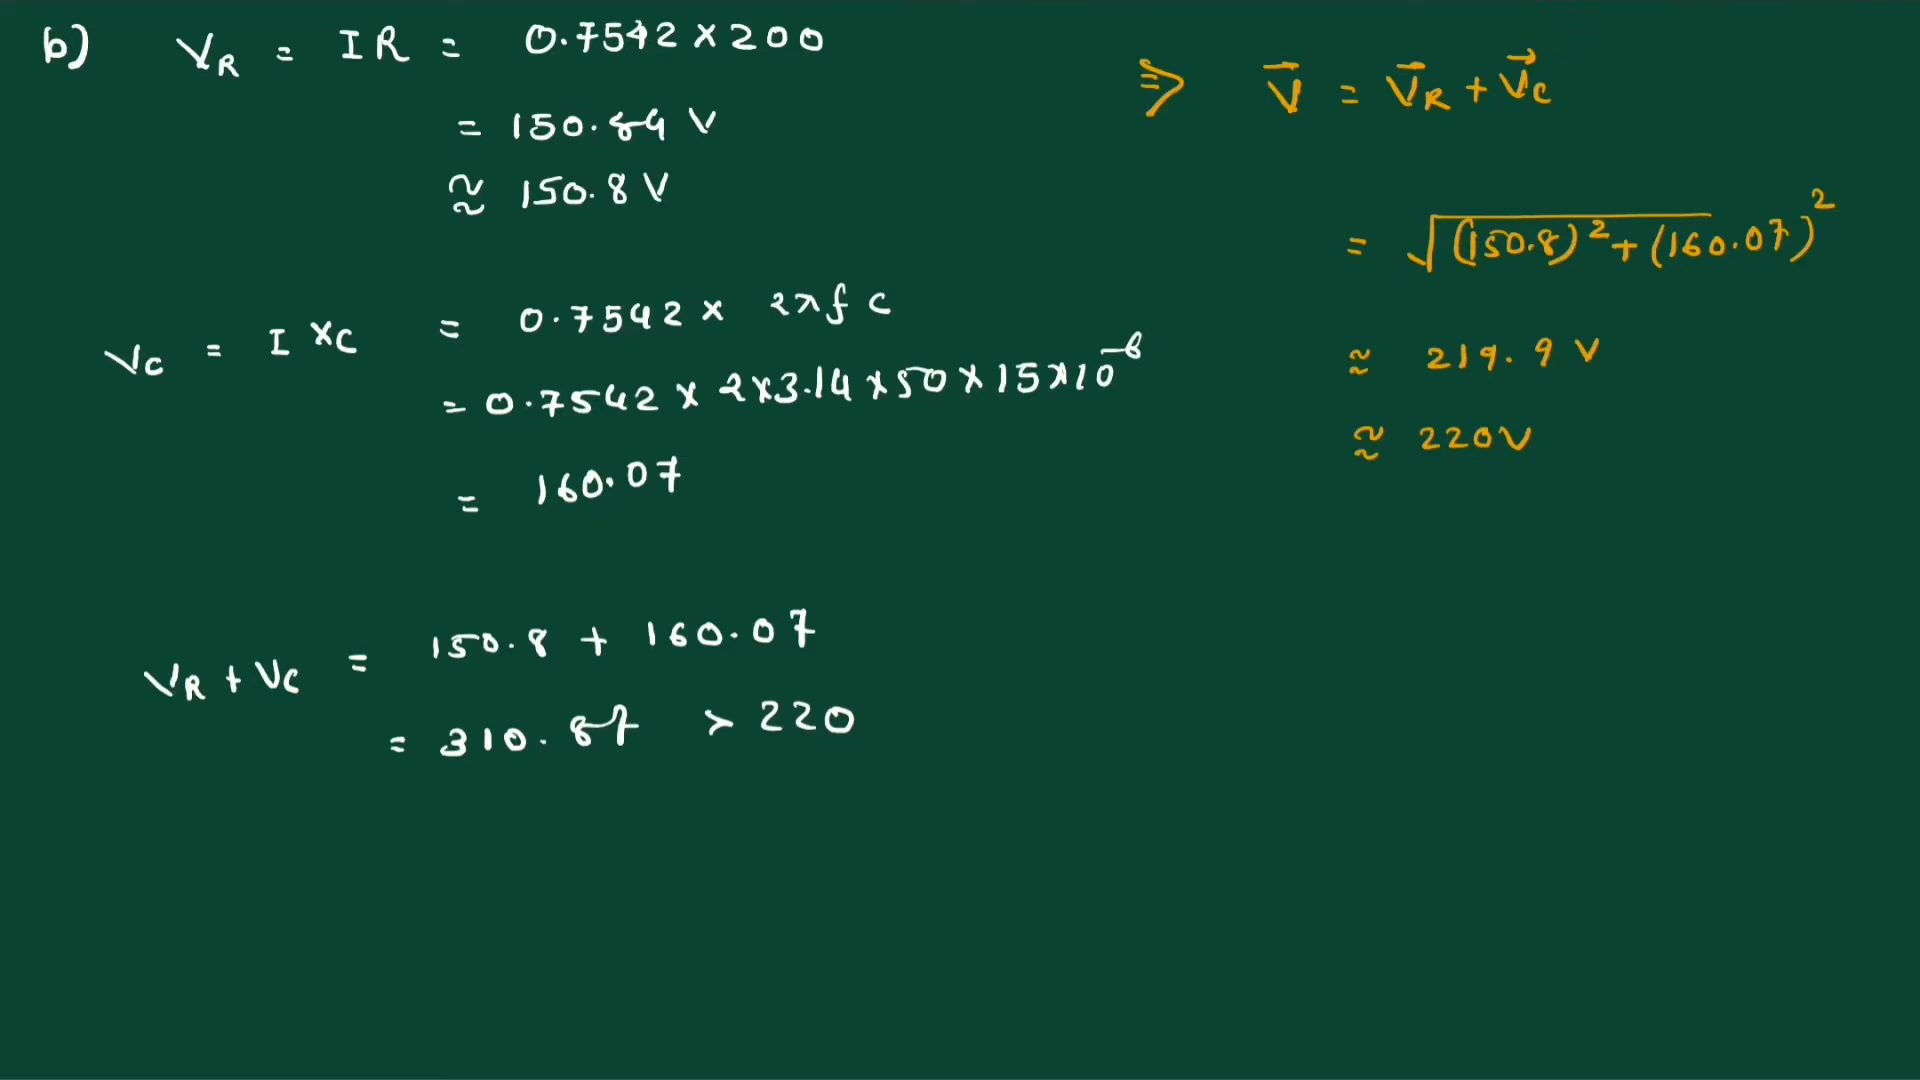 b) V_R = IR = 0.7542 × 200
= 150.84 V
≈ 150.8 V
V_C = I X_C = 0.7542 × 2πfC
= 0.7542 × 2×3.14×50×15×10^-6
= 160.07
V_R + V_C = 150.8 + 160.07
= 310.87 > 220
⇒ V⃗ = V⃗_R + V⃗_C
= √(150.8)² + (160.07)²
≈ 219.9 V
≈ 220V